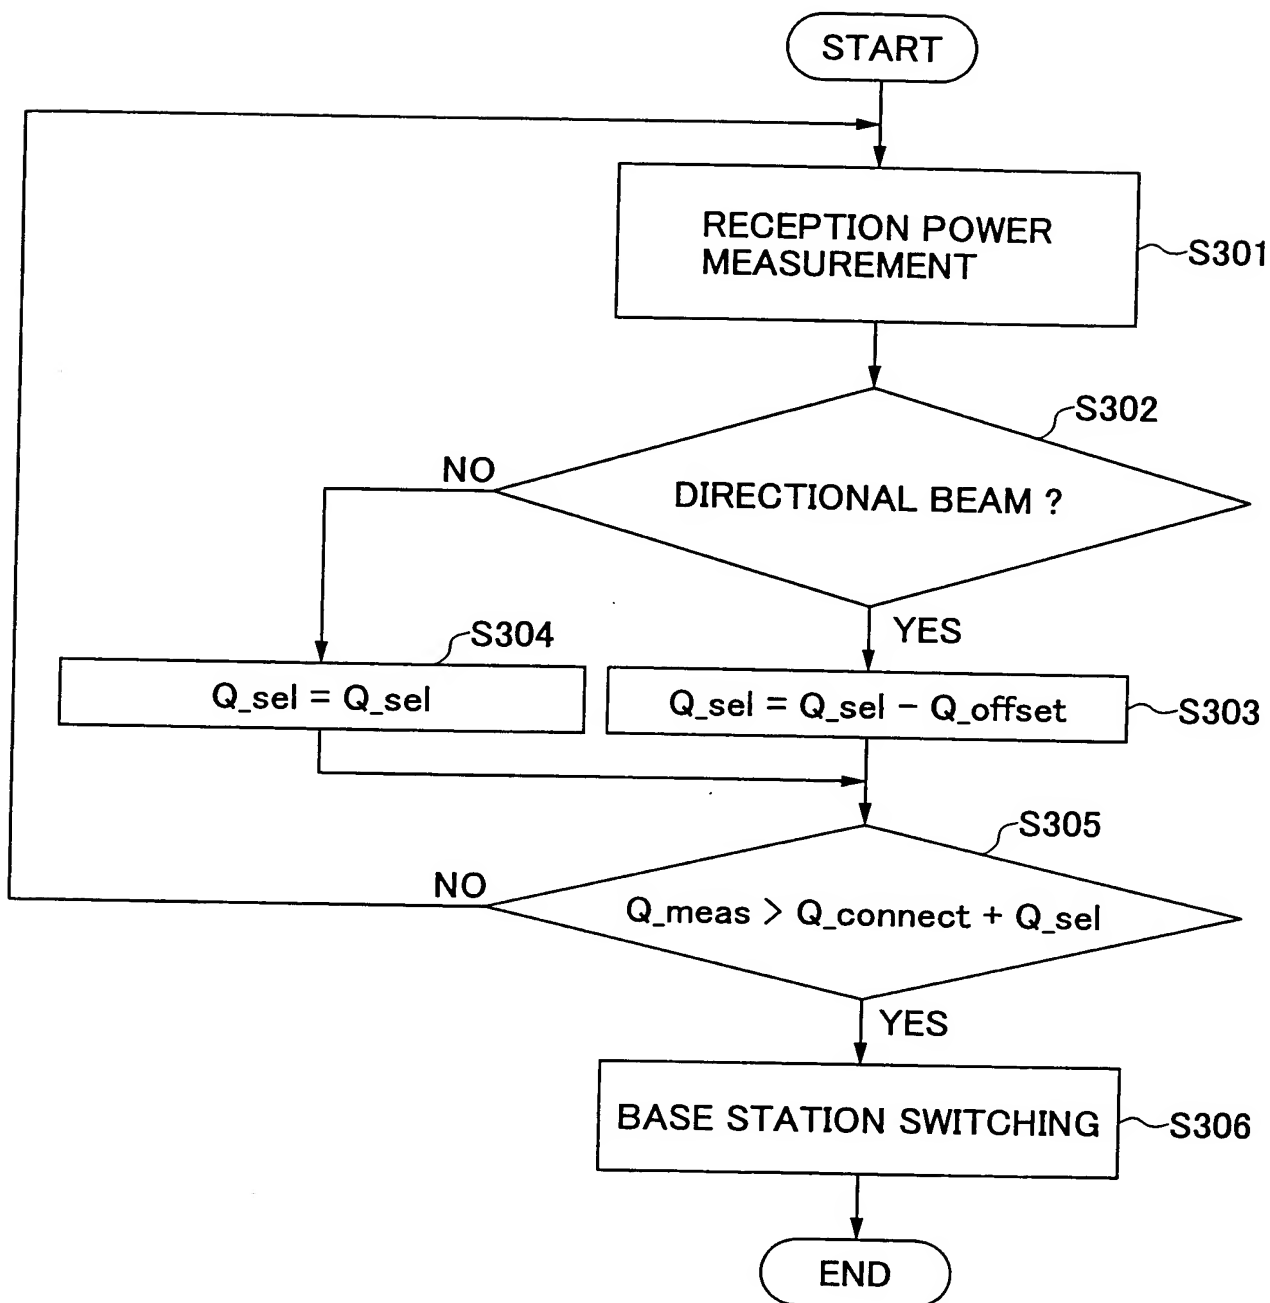 START
RECEPTION POWER
MEASUREMENT
S301
S302
NO
DIRECTIONAL BEAM ?
YES
S304
Q_sel = Q_sel
Q_sel = Q_sel − Q_offset
S303
S305
NO
Q_meas > Q_connect + Q_sel
YES
BASE STATION SWITCHING
S306
END